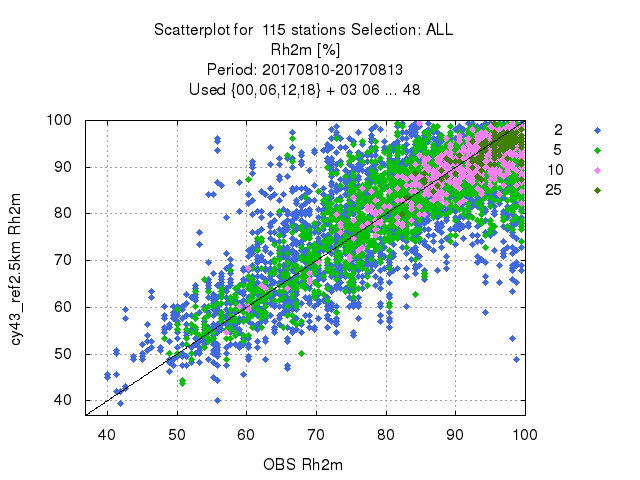 Scatterplot for 115 stations Selection: ALL
Rh2m [%]
Period: 20170810-20170813
Used {00,06,12,18} + 03 06 ... 48
2
5
10
25
100
90
80
70
60
50
40
cy43_ref2.5km Rh2m
40 50 60 70 80 90 100
OBS Rh2m